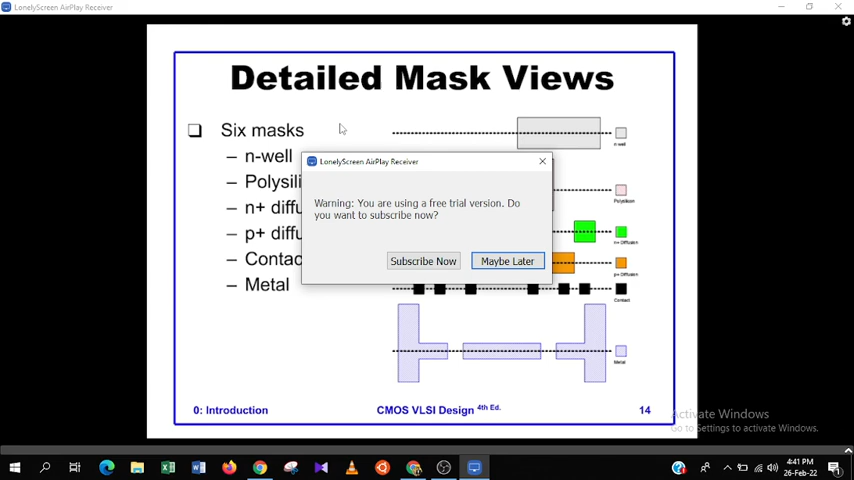 LonelyScreen AirPlay Receiver
Detailed Mask Views
Six masks
– n-well
– Polysili
– n+ diffu
– p+ diffu
– Contac
– Metal
LonelyScreen AirPlay Receiver
Warning: You are using a free trial version. Do
you want to subscribe now?
Subscribe Now
Maybe Later
n well
Polysilicon
n+ Diffusion
p+ Diffusion
Contact
Metal
0: Introduction
CMOS VLSI Design 4th Ed.
14
Activate Windows
Go to Settings to activate Windows.
4:41 PM
26-Feb-22